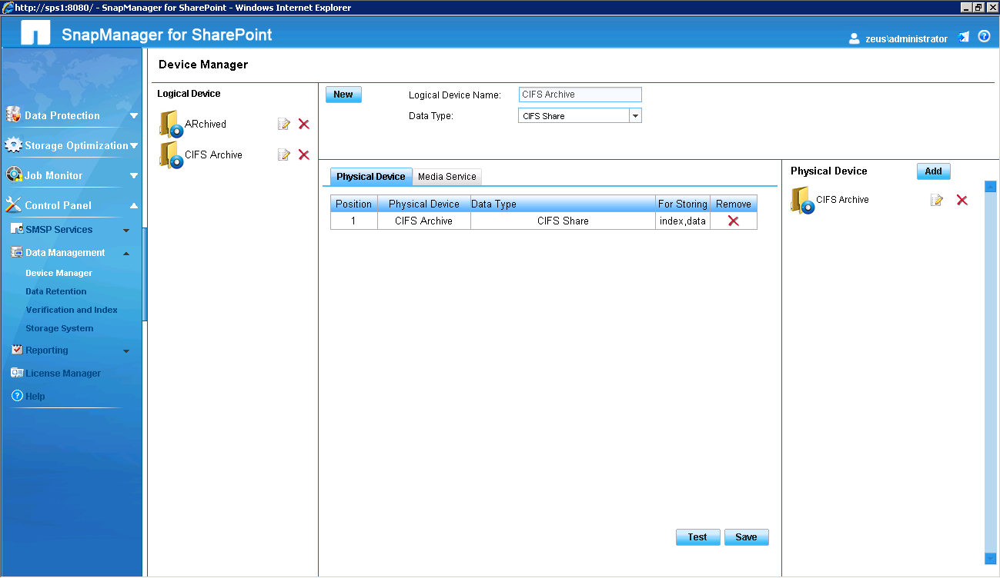 http://sps1:8080/ - SnapManager for SharePoint - Windows Internet Explorer
SnapManager for SharePoint
zeus\administrator
Data Protection
Storage Optimization
Job Monitor
Control Panel
SMSP Services
Data Management
Device Manager
Data Retention
Verification and Index
Storage System
Reporting
License Manager
Help
Device Manager
Logical Device
ARchived
CIFS Archive
New
Logical Device Name: CIFS Archive
Data Type: CIFS Share
Physical Device Media Service
Position Physical Device Data Type For Storing Remove
1 CIFS Archive CIFS Share index,data
Test Save
Physical Device Add
CIFS Archive